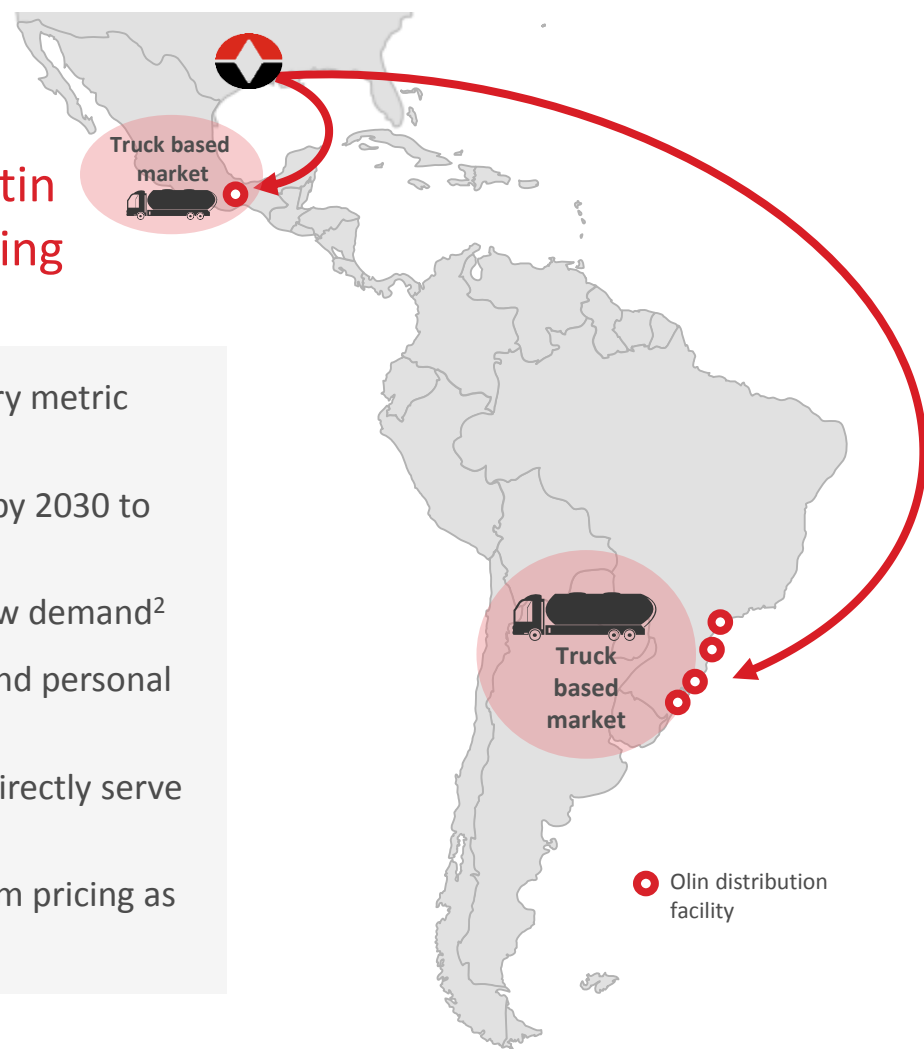 Truck based
market
tin
ing
ry metric
by 2030 to
w demand²
nd personal
irectly serve
m pricing as
Truck
based
market
Olin distribution
facility